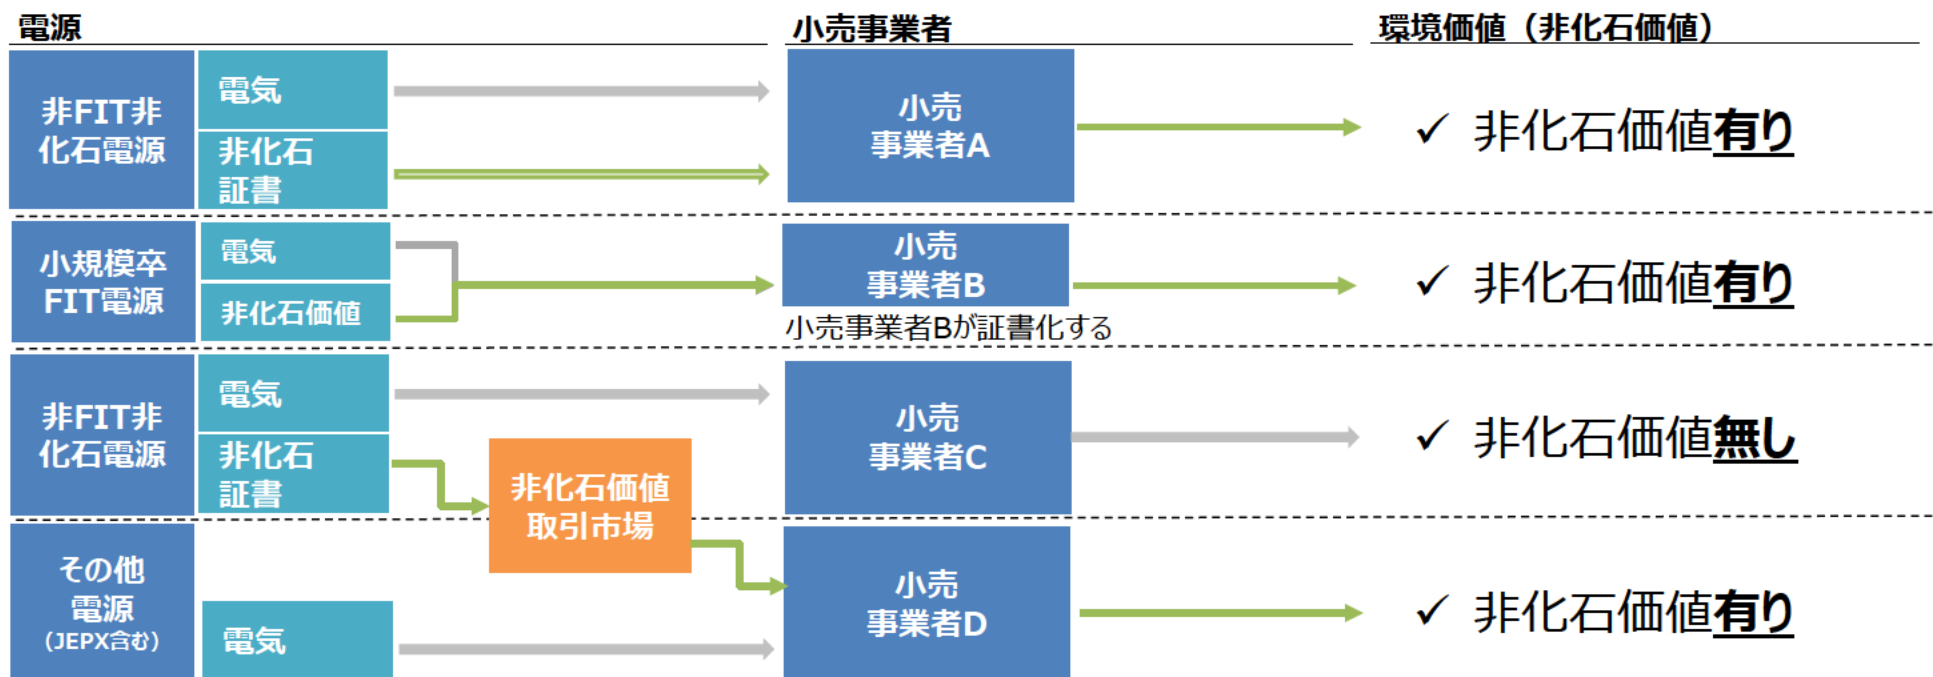 電源
小売事業者
環境価値（非化石価値）
非FIT非
化石電源
電気
非化石
証書
小売
事業者A
✓ 非化石価値有り
小規模卒
FIT電源
電気
非化石価値
小売
事業者B
小売事業者Bが証書化する
✓ 非化石価値有り
非FIT非
化石電源
電気
非化石
証書
非化石価値
取引市場
小売
事業者C
✓ 非化石価値無し
その他
電源
（JEPX含む）
電気
小売
事業者D
✓ 非化石価値有り